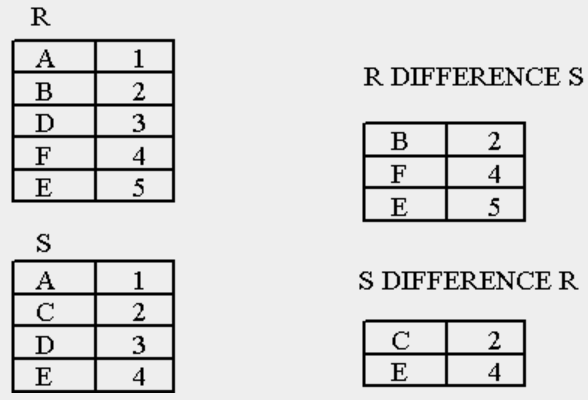 R
A 1
B 2
D 3
F 4
E 5
S
A 1
C 2
D 3
E 4
R DIFFERENCE S
B 2
F 4
E 5
S DIFFERENCE R
C 2
E 4